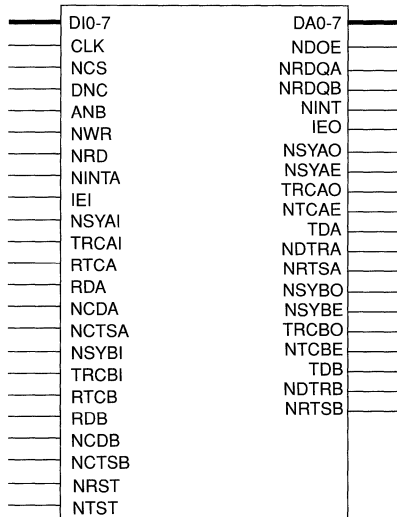 DI0-7
CLK
NCS
DNC
ANB
NWR
NRD
NINTA
IEI
NSYAI
TRCAI
RTCA
RDA
NCDA
NCTSA
NSYBI
TRCBI
RTCB
RDB
NCDB
NCTSB
NRST
NTST
DA0-7
NDOE
NRDQA
NRDQB
NINT
IEO
NSYAO
NSYAE
TRCAO
NTCAE
TDA
NDTRA
NRTSA
NSYBO
NSYBE
TRCBO
NTCBE
TDB
NDTRB
NRTSB